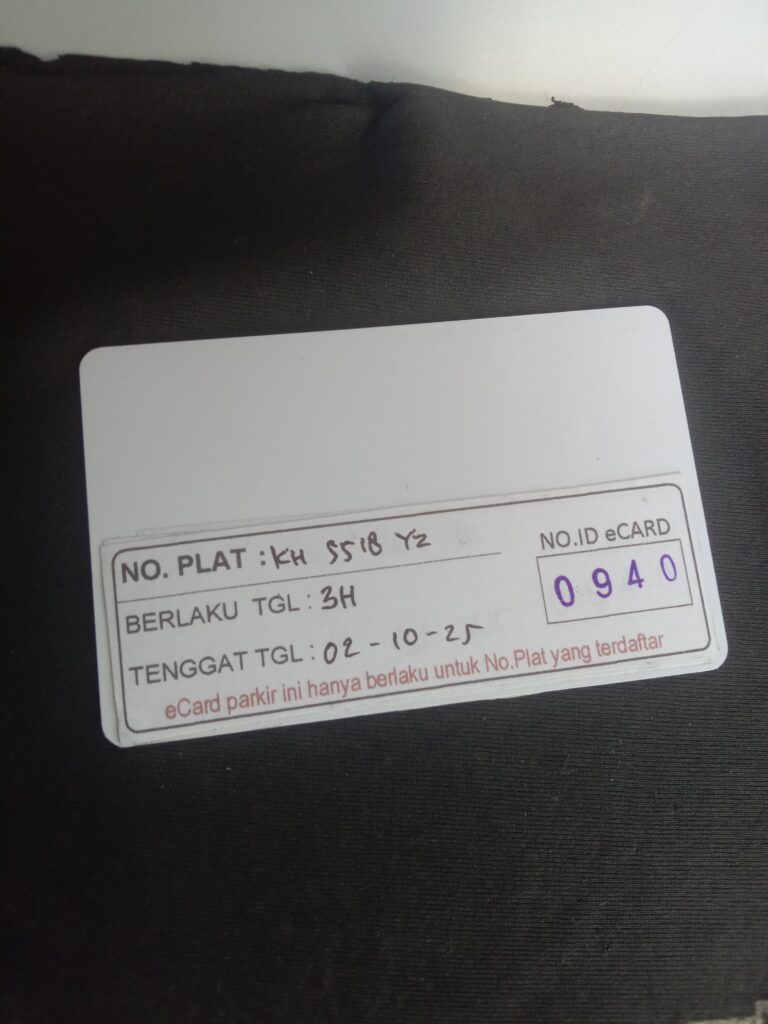 NO. PLAT : KH 5518 YZ
NO.ID eCARD
0940
BERLAKU TGL : 3H
TENGGAT TGL : 02-10-25
eCard parkir ini hanya berlaku untuk No.Plat yang terdaftar